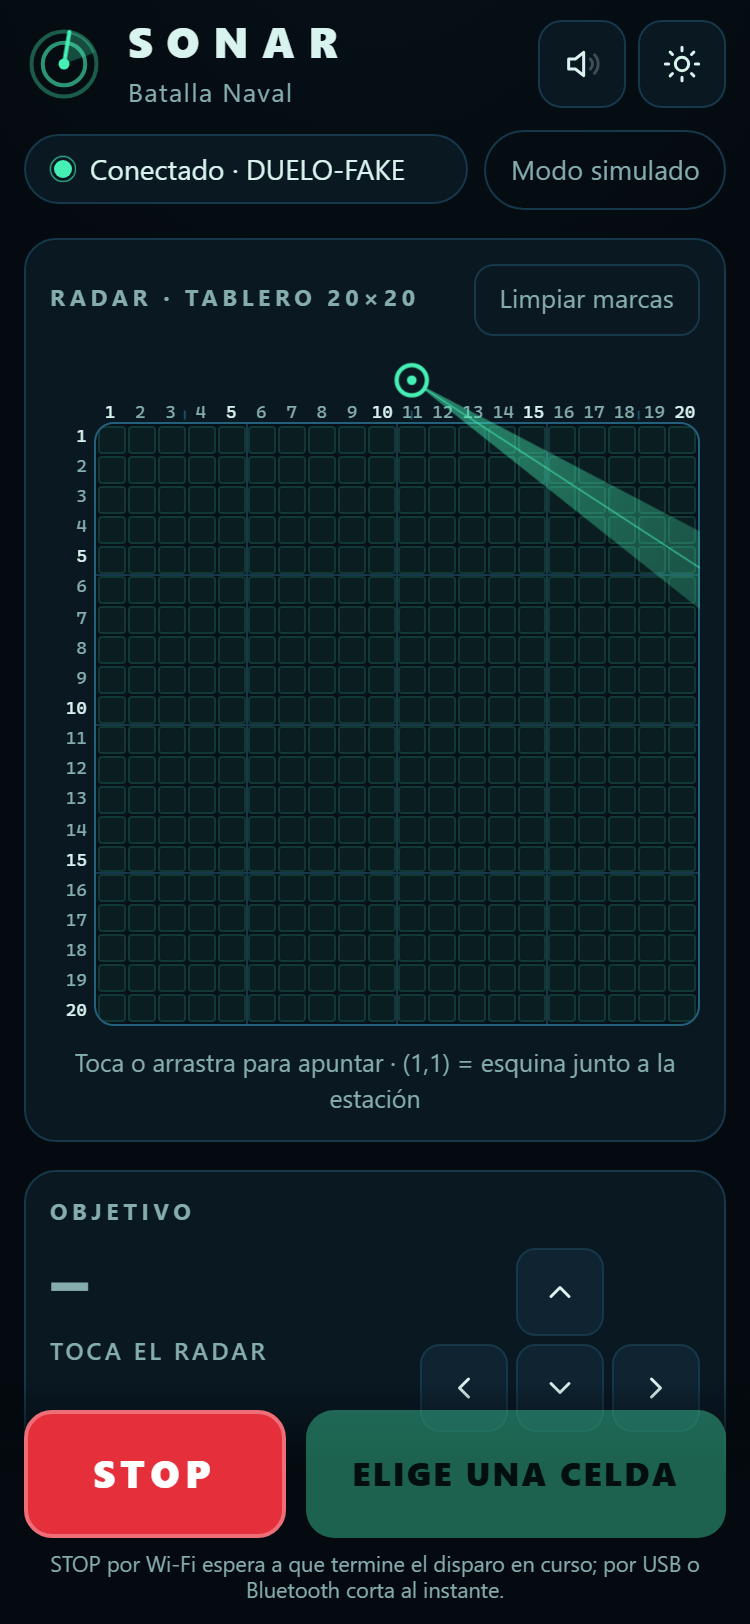 SONAR
Batalla Naval
Conectado · DUELO-FAKE
Modo simulado
RADAR · TABLERO 20×20
Limpiar marcas
1 2 3 4 5 6 7 8 9 10 11 12 13 14 15 16 17 18 19 20
1
2
3
4
5
6
7
8
9
10
11
12
13
14
15
16
17
18
19
20
Toca o arrastra para apuntar · (1,1) = esquina junto a la
estación
OBJETIVO
—
TOCA EL RADAR
STOP
ELIGE UNA CELDA
STOP por Wi-Fi espera a que termine el disparo en curso; por USB o
Bluetooth corta al instante.